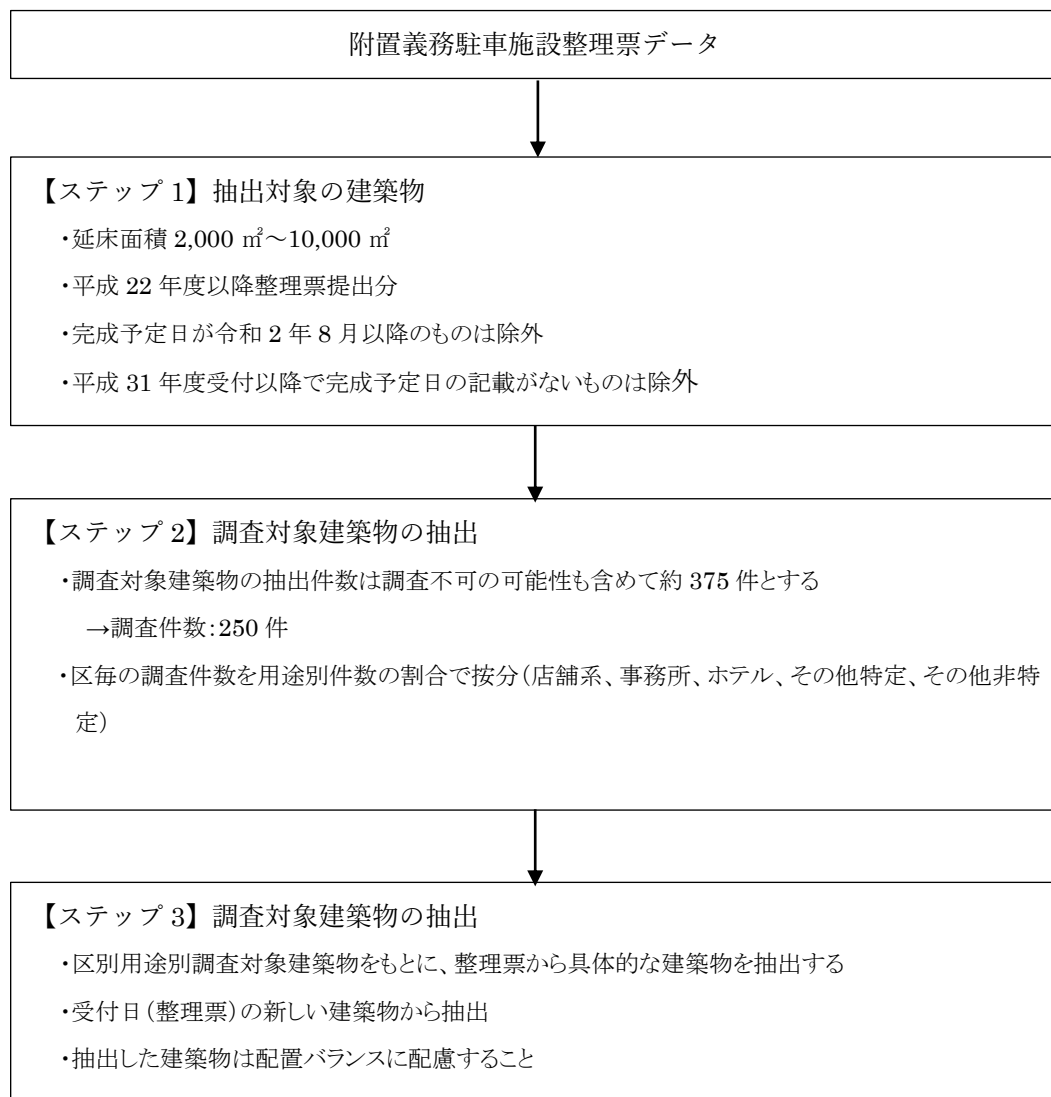 附置義務駐車施設整理票データ
【ステップ 1】抽出対象の建築物
・延床面積 2,000 ㎡～10,000 ㎡
・平成 22 年度以降整理票提出分
・完成予定日が令和 2 年 8 月以降のものは除外
・平成 31 年度受付以降で完成予定日の記載がないものは除外
【ステップ 2】調査対象建築物の抽出
・調査対象建築物の抽出件数は調査不可の可能性も含めて約 375 件とする
→調査件数：250 件
・区毎の調査件数を用途別件数の割合で按分（店舗系、事務所、ホテル、その他特定、その他非特
定）
【ステップ 3】調査対象建築物の抽出
・区別用途別調査対象建築物をもとに、整理票から具体的な建築物を抽出する
・受付日（整理票）の新しい建築物から抽出
・抽出した建築物は配置バランスに配慮すること